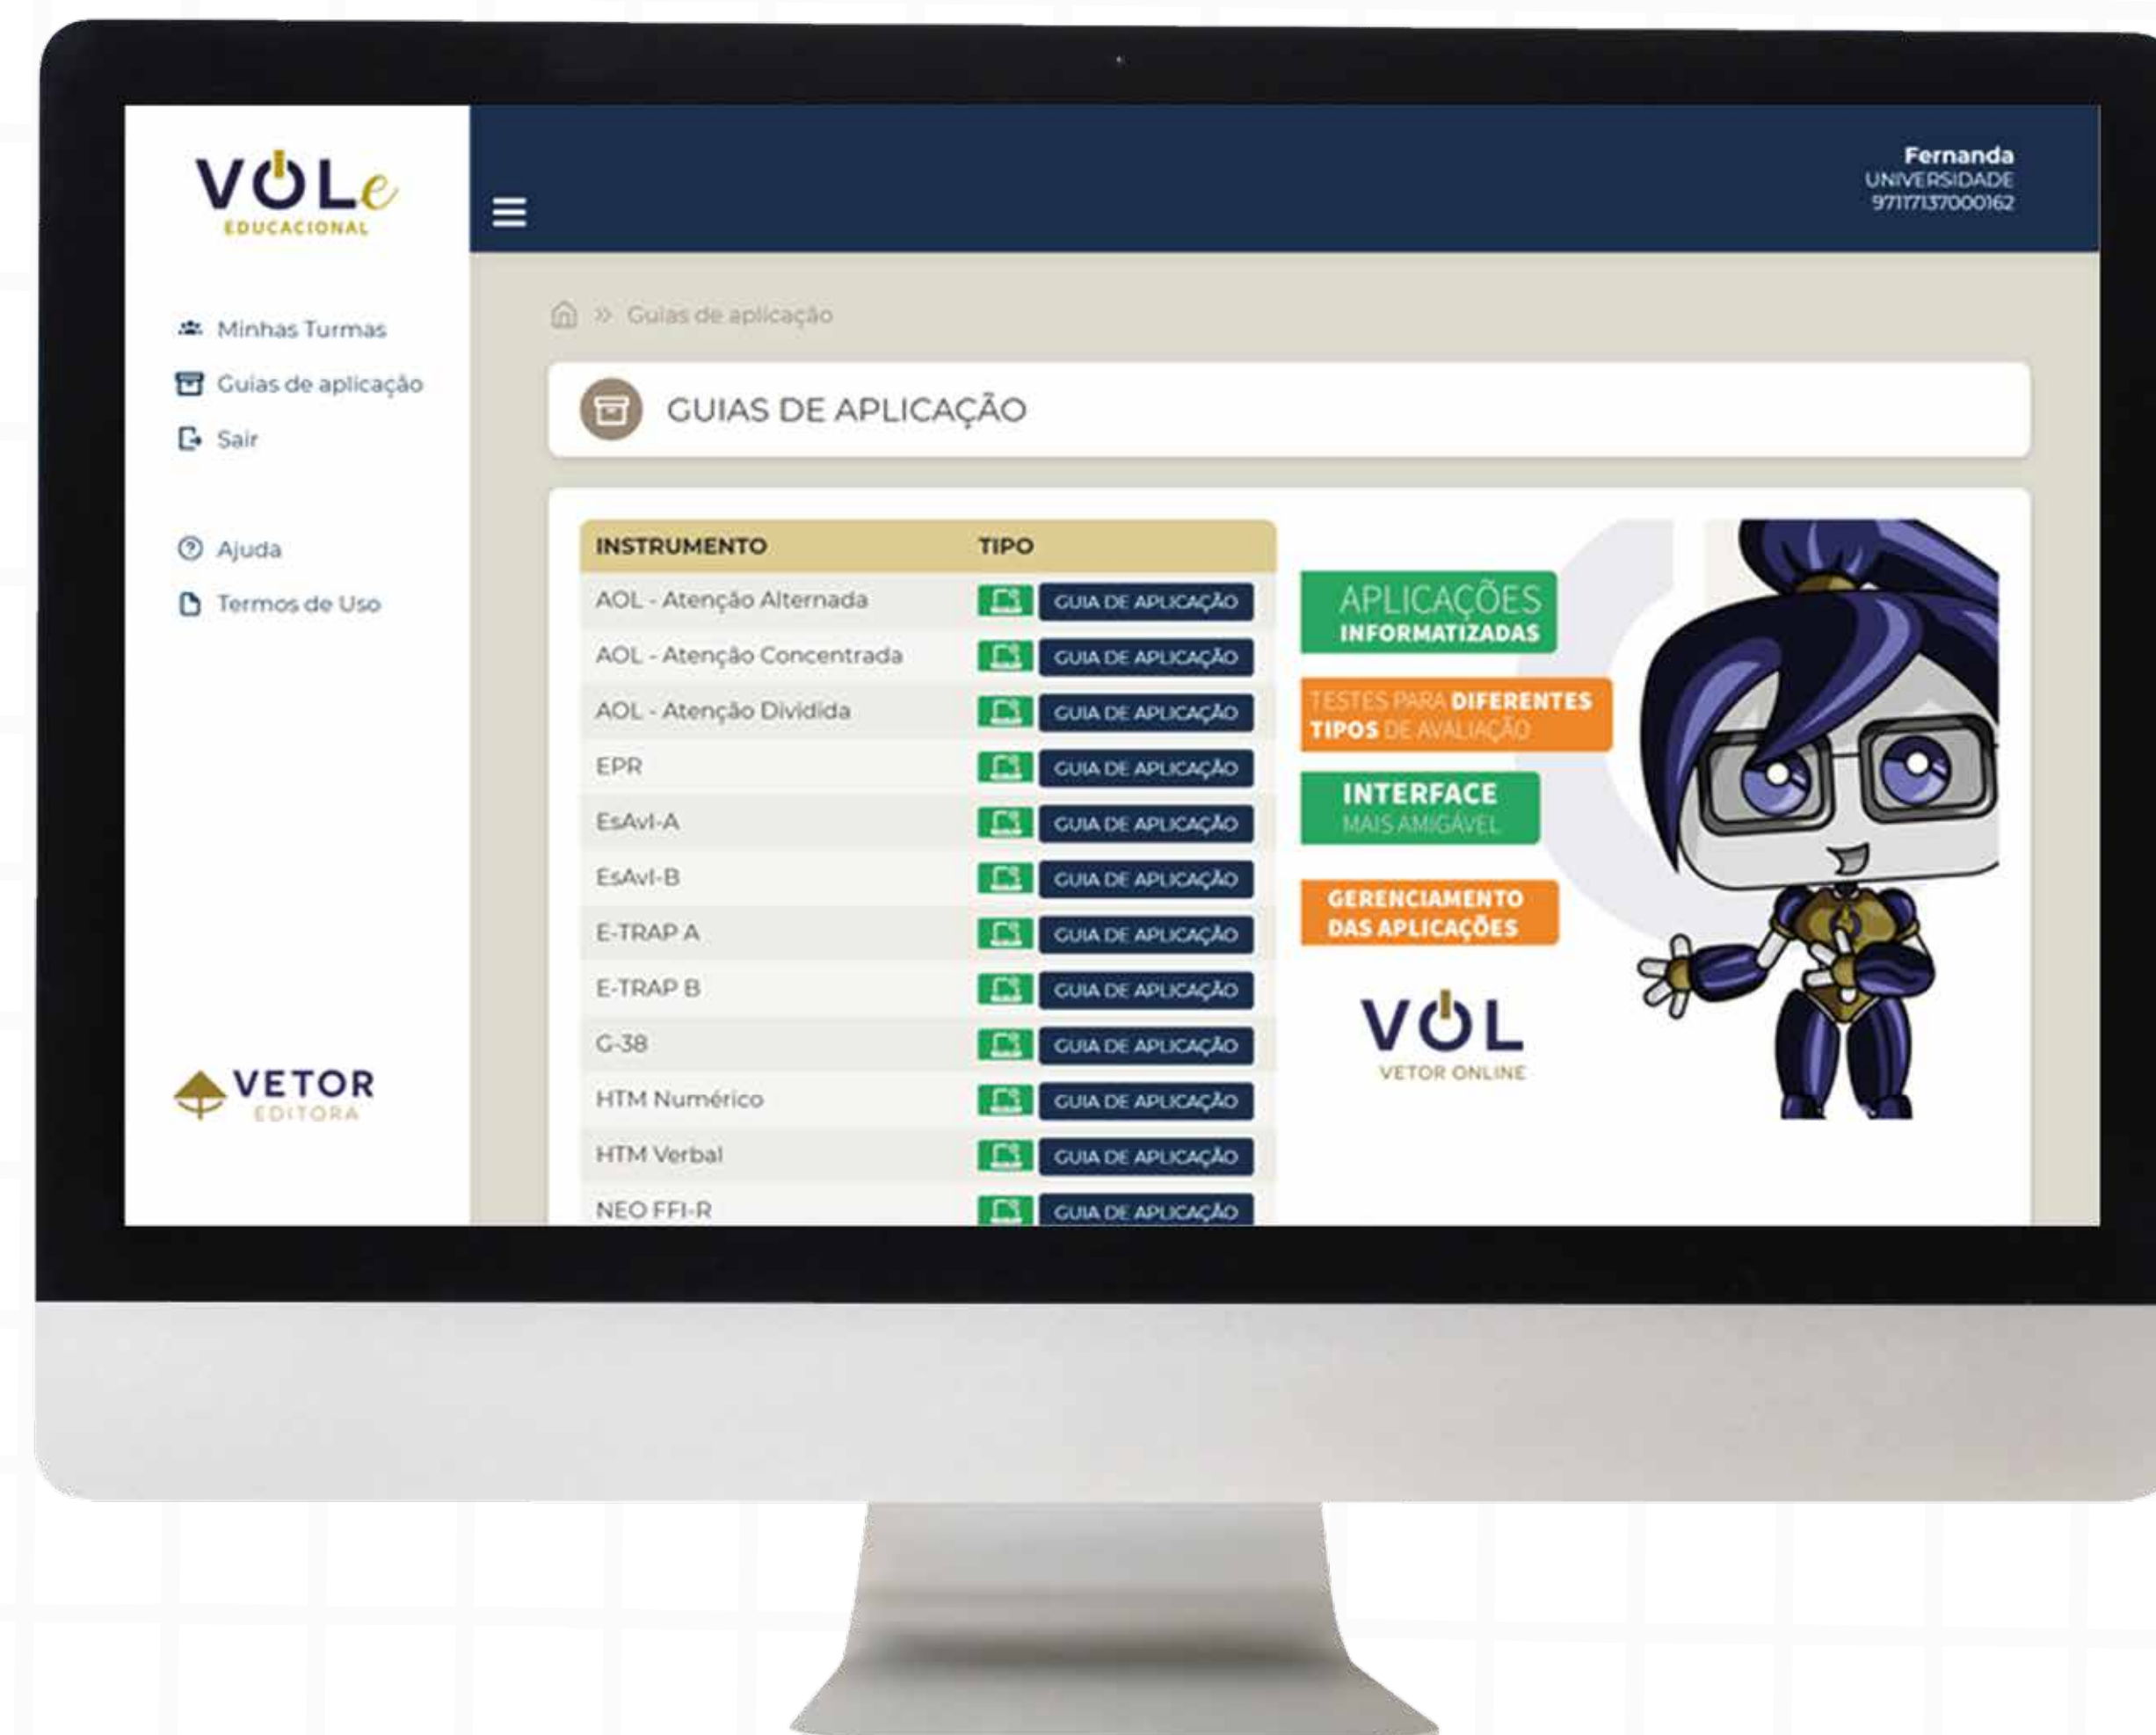 VOLe
EDUCACIONAL
Minhas Turmas
Guias de aplicação
Sair
Ajuda
Termos de Uso
VETOR
EDITORA
Fernanda
UNIVERSIDADE
97117137000162
» Guias de aplicação
GUIAS DE APLICAÇÃO
INSTRUMENTO TIPO
AOL - Atenção Alternada GUIA DE APLICAÇÃO
AOL - Atenção Concentrada GUIA DE APLICAÇÃO
AOL - Atenção Dividida GUIA DE APLICAÇÃO
EPR GUIA DE APLICAÇÃO
EsAvI-A GUIA DE APLICAÇÃO
EsAvI-B GUIA DE APLICAÇÃO
E-TRAP A GUIA DE APLICAÇÃO
E-TRAP B GUIA DE APLICAÇÃO
G-38 GUIA DE APLICAÇÃO
HTM Numérico GUIA DE APLICAÇÃO
HTM Verbal GUIA DE APLICAÇÃO
NEO FFI-R GUIA DE APLICAÇÃO
APLICAÇÕES
INFORMATIZADAS
TESTES PARA DIFERENTES
TIPOS DE AVALIAÇÃO
INTERFACE
MAIS AMIGÁVEL
GERENCIAMENTO
DAS APLICAÇÕES
VOL
VETOR ONLINE